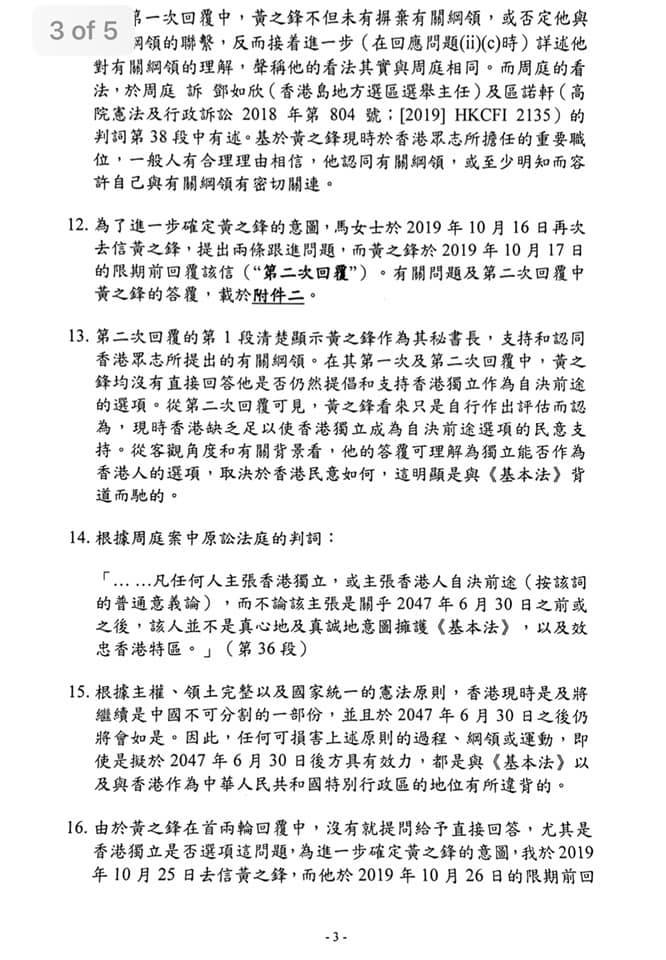 3 of 5
第一次回覆中，黃之鋒不但未有摒棄有關綱領，或否定他與
綱領的聯繫，反而接着進一步（在回應問題(ii)(c)時）詳述他
對有關綱領的理解，聲稱他的看法其實與周庭相同。而周庭的看
法，於周庭 訴 鄧如欣（香港島地方選區選舉主任）及區諾軒（高
院憲法及行政訴訟 2018 年第 804 號；[2019] HKCFI 2135）的
判詞第 38 段中有述。基於黃之鋒現時於香港眾志所擔任的重要職
位，一般人有合理理由相信，他認同有關綱領，或至少明知而容
許自己與有關綱領有密切關連。
12. 為了進一步確定黃之鋒的意圖，馬女士於 2019 年 10 月 16 日再次
去信黃之鋒，提出兩條跟進問題，而黃之鋒於 2019 年 10 月 17 日
的限期前回覆該信（“第二次回覆”）。有關問題及第二次回覆中
黃之鋒的答覆，載於附件二。
13. 第二次回覆的第 1 段清楚顯示黃之鋒作為其秘書長，支持和認同
香港眾志所提出的有關綱領。在其第一次及第二次回覆中，黃之
鋒均沒有直接回答他是否仍然提倡和支持香港獨立作為自決前途
的選項。從第二次回覆可見，黃之鋒看來只是自行作出評估而認
為，現時香港缺乏足以使香港獨立成為自決前途選項的民意支
持。從客觀角度和有關背景看，他的答覆可理解為獨立能否作為
香港人的選項，取決於香港民意如何，這明顯是與《基本法》背
道而馳的。
14. 根據周庭案中原訟法庭的判詞：
「… …凡任何人主張香港獨立，或主張香港人自決前途（按該詞
的普通意義論），而不論該主張是關乎 2047 年 6 月 30 日之前或
之後，該人並不是真心地及真誠地意圖擁護《基本法》，以及效
忠香港特區。」（第 36 段）
15. 根據主權、領土完整以及國家統一的憲法原則，香港現時是及將
繼續是中國不可分割的一部份，並且於 2047 年 6 月 30 日之後仍
將會如是。因此，任何可損害上述原則的過程、綱領或運動，即
使是擬於 2047 年 6 月 30 日後方具有效力，都是與《基本法》以
及與香港作為中華人民共和國特別行政區的地位有所違背的。
16. 由於黃之鋒在首兩輪回覆中，沒有就提問給予直接回答，尤其是
香港獨立是否選項這問題，為進一步確定黃之鋒的意圖，我於 2019
年 10 月 25 日去信黃之鋒，而他於 2019 年 10 月 26 日的限期前回
- 3 -